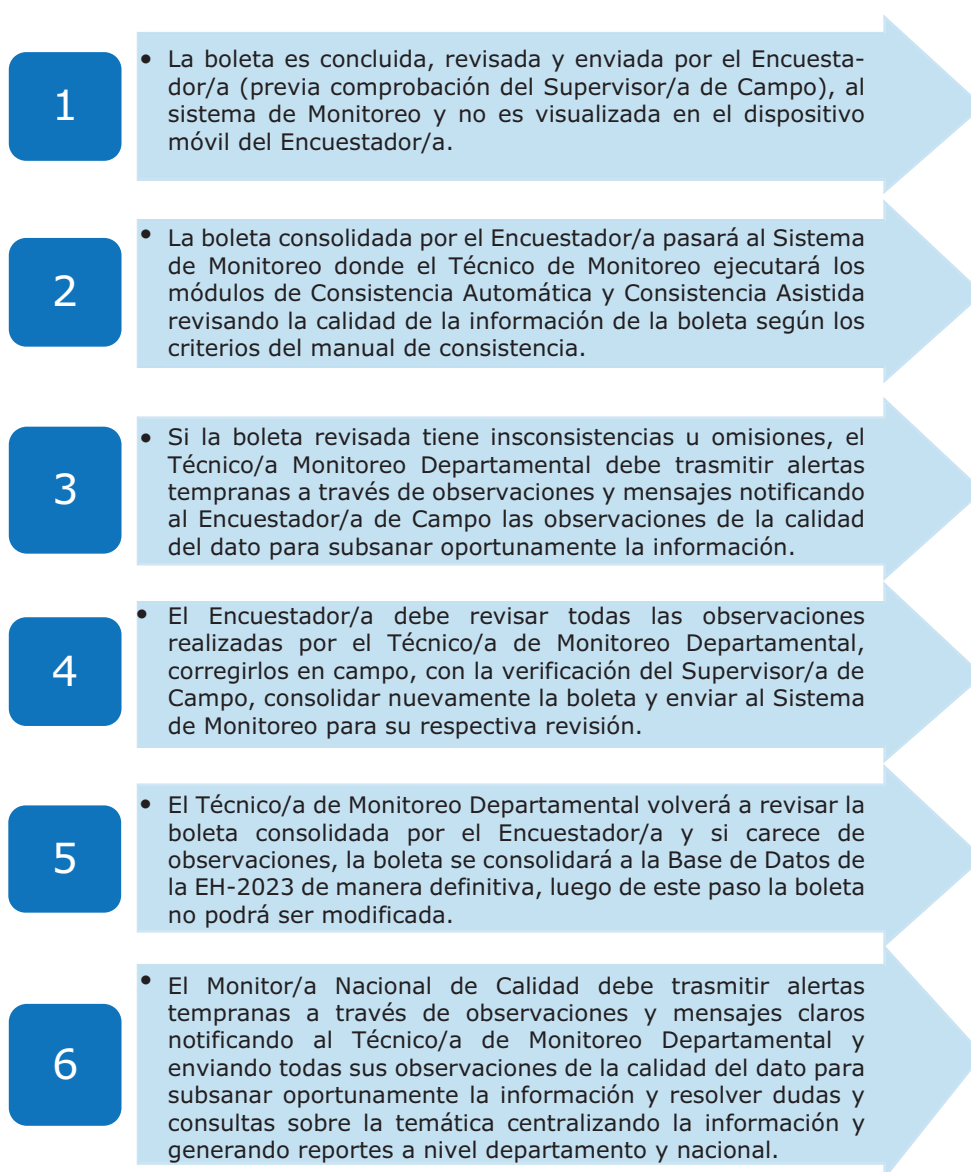 1
• La boleta es concluida, revisada y enviada por el Encuesta-
dor/a (previa comprobación del Supervisor/a de Campo), al
sistema de Monitoreo y no es visualizada en el dispositivo
móvil del Encuestador/a.
2
• La boleta consolidada por el Encuestador/a pasará al Sistema
de Monitoreo donde el Técnico de Monitoreo ejecutará los
módulos de Consistencia Automática y Consistencia Asistida
revisando la calidad de la información de la boleta según los
criterios del manual de consistencia.
3
• Si la boleta revisada tiene insconsistencias u omisiones, el
Técnico/a Monitoreo Departamental debe trasmitir alertas
tempranas a través de observaciones y mensajes notificando
al Encuestador/a de Campo las observaciones de la calidad
del dato para subsanar oportunamente la información.
4
• El Encuestador/a debe revisar todas las observaciones
realizadas por el Técnico/a de Monitoreo Departamental,
corregirlos en campo, con la verificación del Supervisor/a de
Campo, consolidar nuevamente la boleta y enviar al Sistema
de Monitoreo para su respectiva revisión.
5
• El Técnico/a de Monitoreo Departamental volverá a revisar la
boleta consolidada por el Encuestador/a y si carece de
observaciones, la boleta se consolidará a la Base de Datos de
la EH-2023 de manera definitiva, luego de este paso la boleta
no podrá ser modificada.
6
• El Monitor/a Nacional de Calidad debe trasmitir alertas
tempranas a través de observaciones y mensajes claros
notificando al Técnico/a de Monitoreo Departamental y
enviando todas sus observaciones de la calidad del dato para
subsanar oportunamente la información y resolver dudas y
consultas sobre la temática centralizando la información y
generando reportes a nivel departamento y nacional.